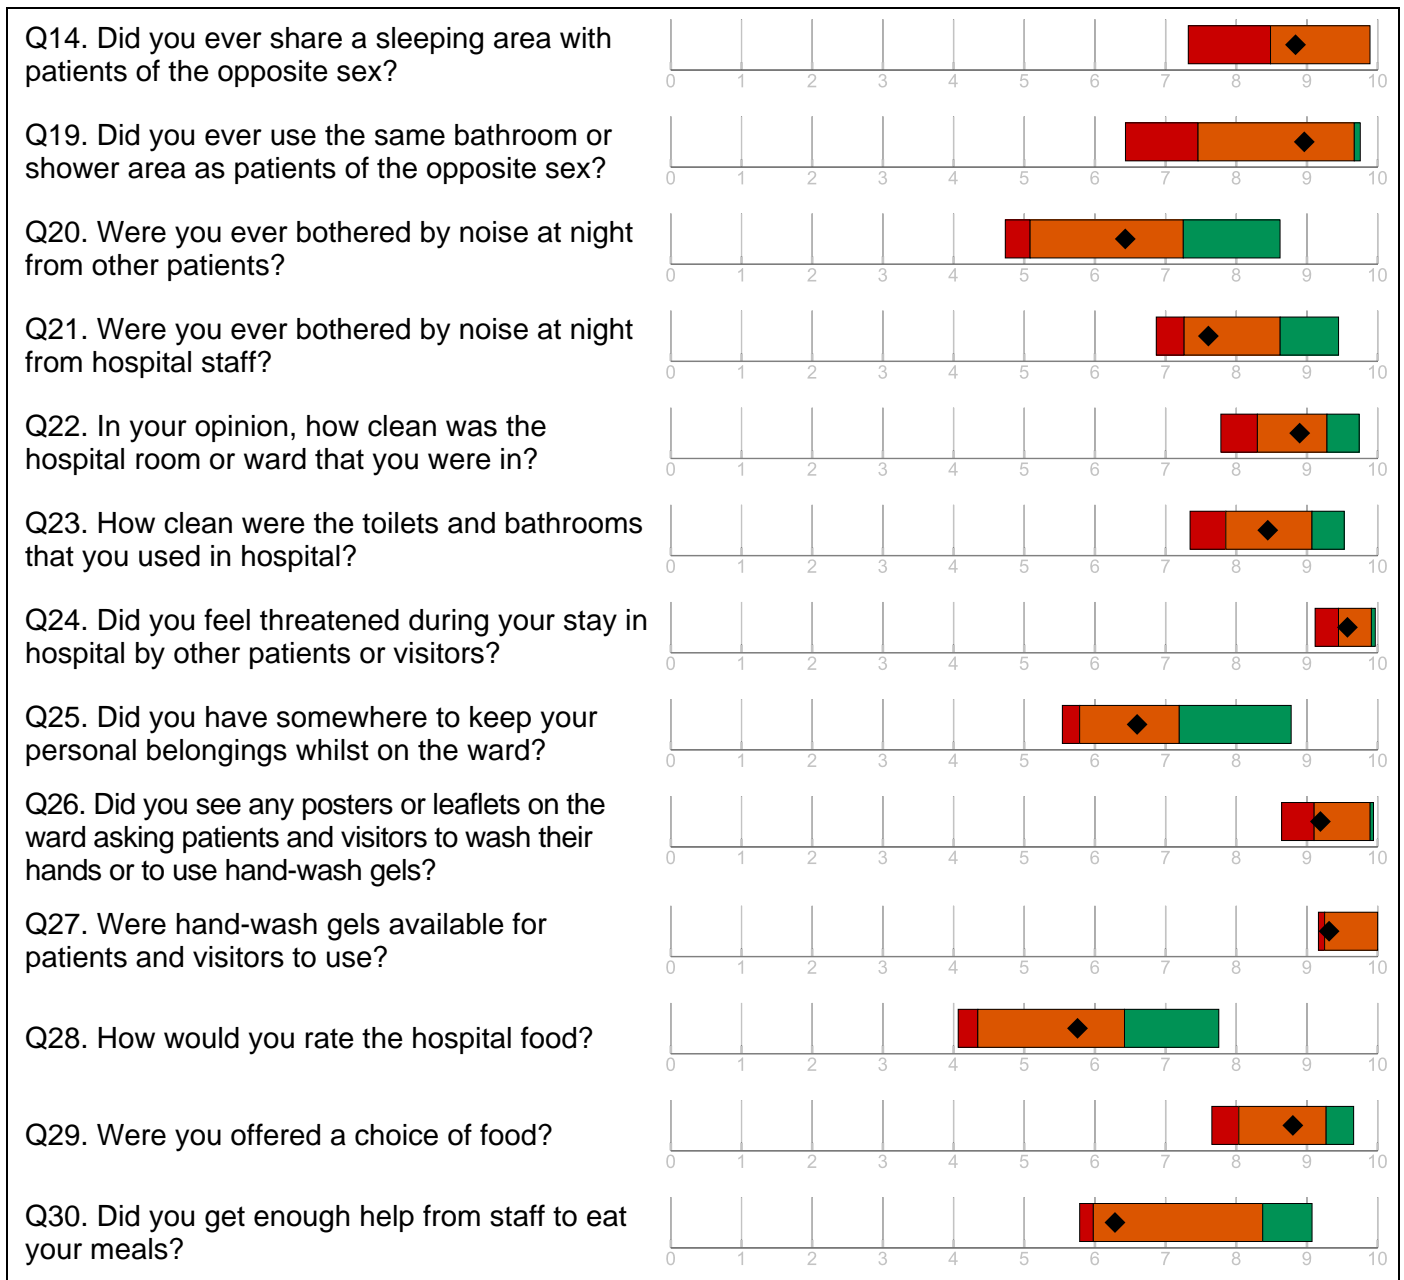 Q14. Did you ever share a sleeping area with
patients of the opposite sex?
0 1 2 3 4 5 6 7 8 9 10
Q19. Did you ever use the same bathroom or
shower area as patients of the opposite sex?
0 1 2 3 4 5 6 7 8 9 10
Q20. Were you ever bothered by noise at night
from other patients?
0 1 2 3 4 5 6 7 8 9 10
Q21. Were you ever bothered by noise at night
from hospital staff?
0 1 2 3 4 5 6 7 8 9 10
Q22. In your opinion, how clean was the
hospital room or ward that you were in?
0 1 2 3 4 5 6 7 8 9 10
Q23. How clean were the toilets and bathrooms
that you used in hospital?
0 1 2 3 4 5 6 7 8 9 10
Q24. Did you feel threatened during your stay in
hospital by other patients or visitors?
0 1 2 3 4 5 6 7 8 9 10
Q25. Did you have somewhere to keep your
personal belongings whilst on the ward?
0 1 2 3 4 5 6 7 8 9 10
Q26. Did you see any posters or leaflets on the
ward asking patients and visitors to wash their
hands or to use hand-wash gels?
0 1 2 3 4 5 6 7 8 9 10
Q27. Were hand-wash gels available for
patients and visitors to use?
0 1 2 3 4 5 6 7 8 9 10
Q28. How would you rate the hospital food?
0 1 2 3 4 5 6 7 8 9 10
Q29. Were you offered a choice of food?
0 1 2 3 4 5 6 7 8 9 10
Q30. Did you get enough help from staff to eat
your meals?
0 1 2 3 4 5 6 7 8 9 10